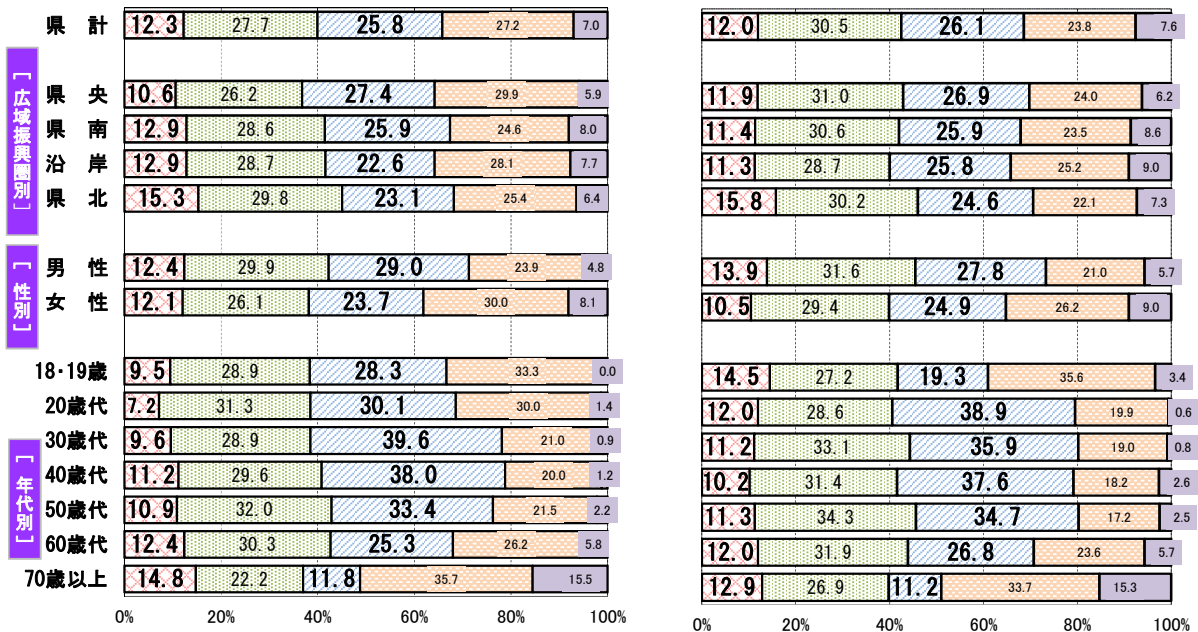 県 計 12.3 27.7 25.8 27.2 7.0 12.0 30.5 26.1 23.8 7.6
[広域振興圏別]
県 央 10.6 26.2 27.4 29.9 5.9 11.9 31.0 26.9 24.0 6.2
県 南 12.9 28.6 25.9 24.6 8.0 11.4 30.6 25.9 23.5 8.6
沿 岸 12.9 28.7 22.6 28.1 7.7 11.3 28.7 25.8 25.2 9.0
県 北 15.3 29.8 23.1 25.4 6.4 15.8 30.2 24.6 22.1 7.3
[性別]
男 性 12.4 29.9 29.0 23.9 4.8 13.9 31.6 27.8 21.0 5.7
女 性 12.1 26.1 23.7 30.0 8.1 10.5 29.4 24.9 26.2 9.0
[年代別]
18・19歳 9.5 28.9 28.3 33.3 0.0 14.5 27.2 19.3 35.6 3.4
20歳代 7.2 31.3 30.1 30.0 1.4 12.0 28.6 38.9 19.9 0.6
30歳代 9.6 28.9 39.6 21.0 0.9 11.2 33.1 35.9 19.0 0.8
40歳代 11.2 29.6 38.0 20.0 1.2 10.2 31.4 37.6 18.2 2.6
50歳代 10.9 32.0 33.4 21.5 2.2 11.3 34.3 34.7 17.2 2.5
60歳代 12.4 30.3 25.3 26.2 5.8 12.0 31.9 26.8 23.6 5.7
70歳以上 14.8 22.2 11.8 35.7 15.5 12.9 26.9 11.2 33.7 15.3
0% 20% 40% 60% 80% 100% 0% 20% 40% 60% 80% 100%